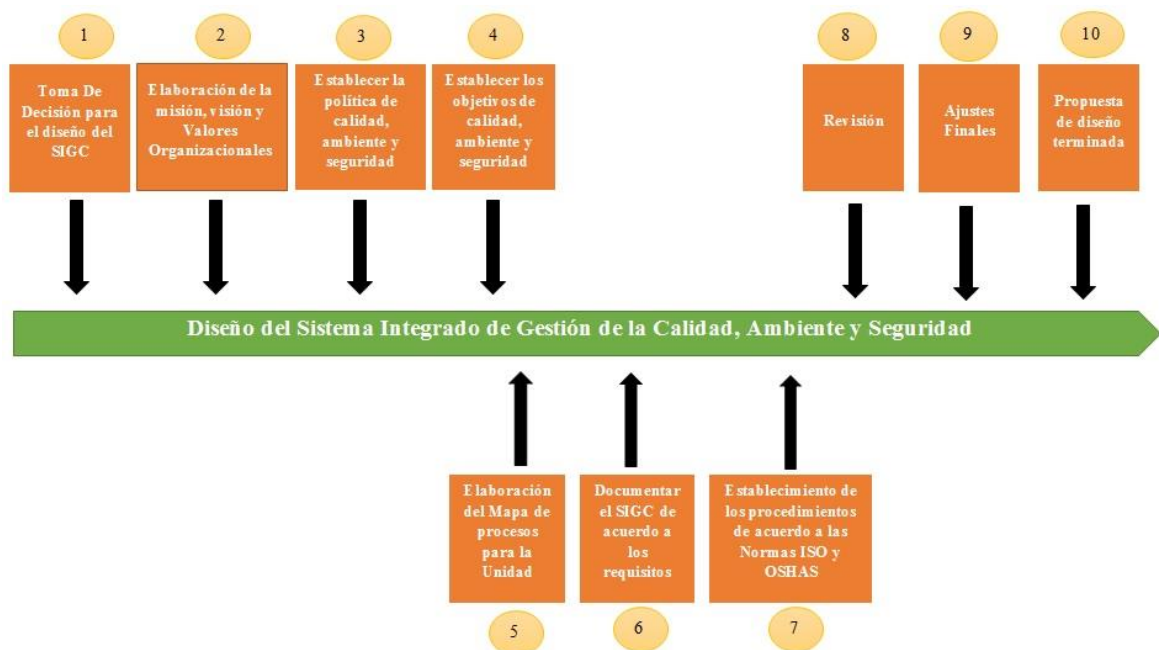 1
Toma De
Decisión para
el diseño del
SIGC
2
Elaboración de la
misión, visión y
Valores
Organizacionales
3
Establecer la
política de
calidad,
ambiente y
seguridad
4
Establecer los
objetivos de
calidad,
ambiente y
seguridad
8
Revisión
9
Ajustes
Finales
10
Propuesta
de diseño
terminada
Diseño del Sistema Integrado de Gestión de la Calidad, Ambiente y Seguridad
Elaboración
del Mapa de
procesos
para la
Unidad
5
Documentar
el SIGC de
acuerdo a
los
requisitos
6
Establecimiento de
los procedimientos
de acuerdo a las
Normas ISO y
OSHAS
7